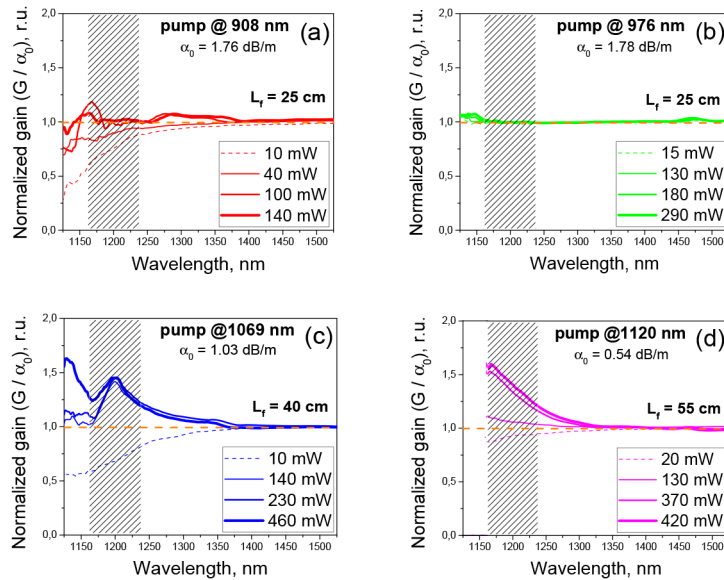 pump @ 908 nm (a)
α0 = 1.76 dB/m
Lf = 25 cm
10 mW
40 mW
100 mW
140 mW
Normalized gain (G / α0), r.u.
2,0
1,5
1,0
0,5
0,0
1150 1200 1250 1300 1350 1400 1450 1500
Wavelength, nm
pump @ 976 nm (b)
α0 = 1.78 dB/m
Lf = 25 cm
15 mW
130 mW
180 mW
290 mW
Normalized gain (G / α0), r.u.
2,0
1,5
1,0
0,5
0,0
1150 1200 1250 1300 1350 1400 1450 1500
Wavelength, nm
pump @1069 nm (c)
α0 = 1.03 dB/m
Lf = 40 cm
10 mW
140 mW
230 mW
460 mW
Normalized gain (G / α0), r.u.
2,0
1,5
1,0
0,5
0,0
1150 1200 1250 1300 1350 1400 1450 1500
Wavelength, nm
pump @1120 nm (d)
α0 = 0.54 dB/m
Lf = 55 cm
20 mW
130 mW
370 mW
420 mW
Normalized gain (G / α0), r.u.
2,0
1,5
1,0
0,5
0,0
1150 1200 1250 1300 1350 1400 1450 1500
Wavelength, nm